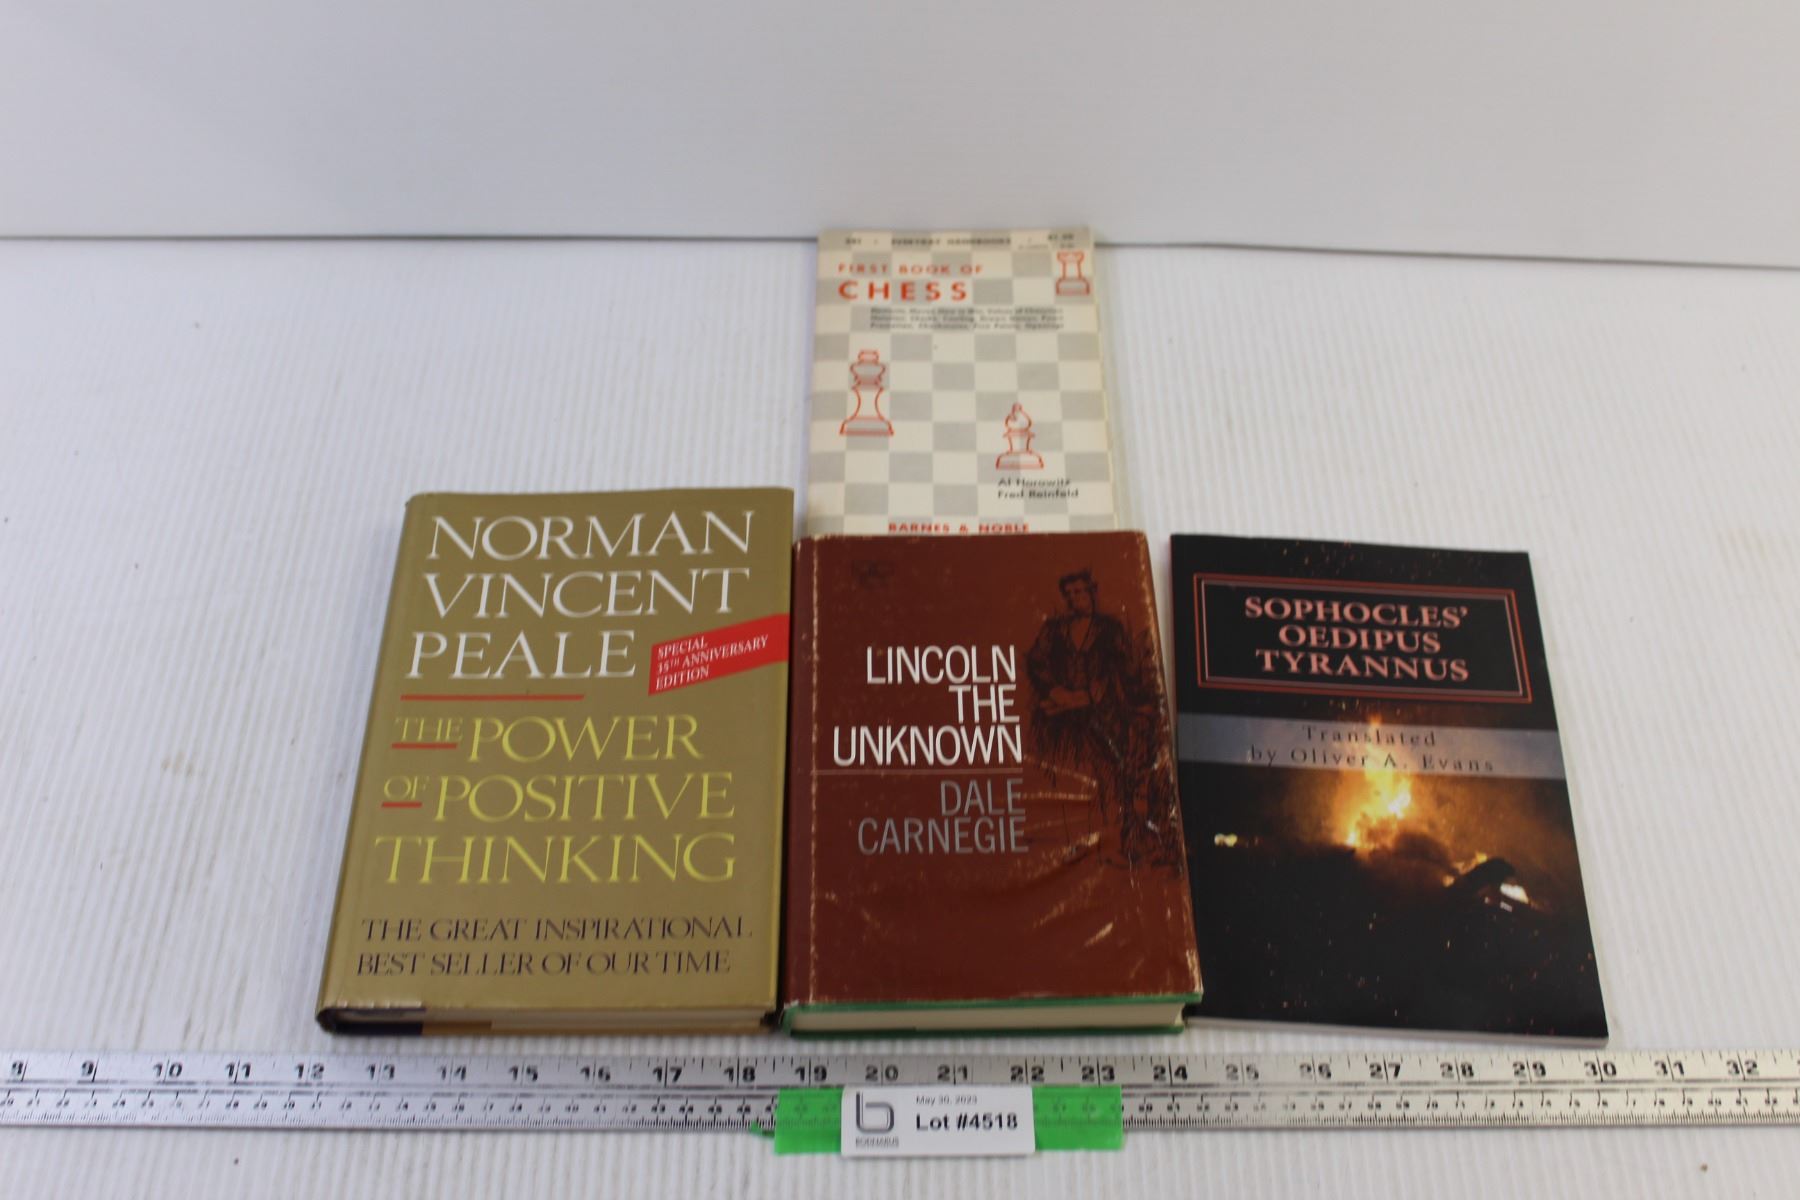 EVERYDAY HANDBOOKS
FIRST BOOK OF
CHESS
Al Horowitz
Fred Reinfeld
BARNES & NOBLE
NORMAN
VINCENT
PEALE
SPECIAL
35TH ANNIVERSARY
EDITION
THE POWER
OF POSITIVE
THINKING
THE GREAT INSPIRATIONAL
BEST SELLER OF OUR TIME
LINCOLN
THE
UNKNOWN
DALE
CARNEGIE
SOPHOCLES'
OEDIPUS
TYRANNUS
Translated
by Oliver A. Evans
8 9 10 11 12 13 14 15 16 17 18 19 20 21 22 23 24 25 26 27 28 29 30 31 32
May 30, 2023
Lot #4518